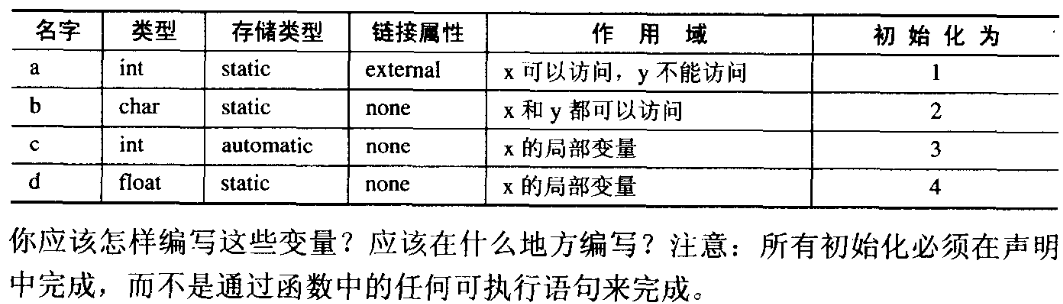 名字 类型 存储类型 链接属性 作用域 初始化为
a int static external x 可以访问，y 不能访问 1
b char static none x 和 y 都可以访问 2
c int automatic none x 的局部变量 3
d float static none x 的局部变量 4
你应该怎样编写这些变量？应该在什么地方编写？注意：所有初始化必须在声明
中完成，而不是通过函数中的任何可执行语句来完成。